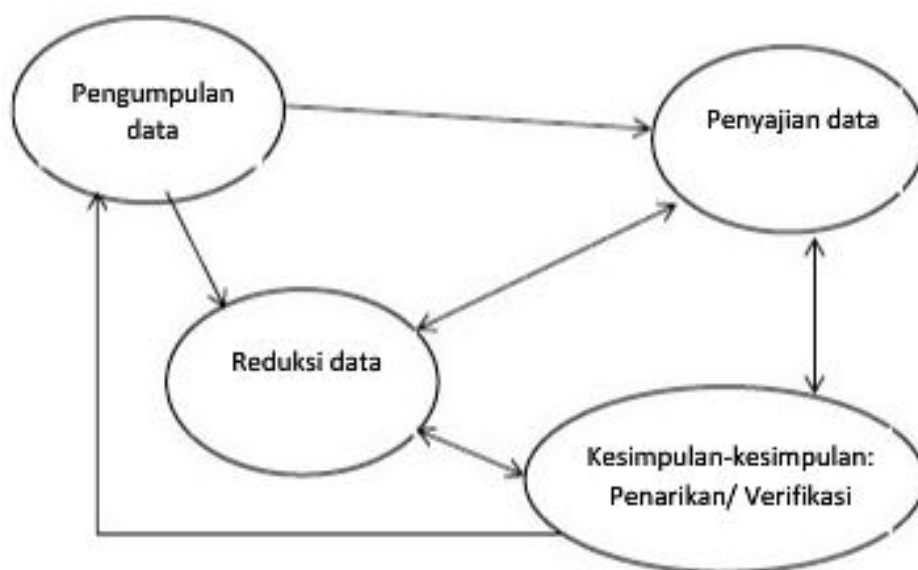 Pengumpulan
data
Penyajian data
Reduksi data
Kesimpulan-kesimpulan:
Penarikan/ Verifikasi